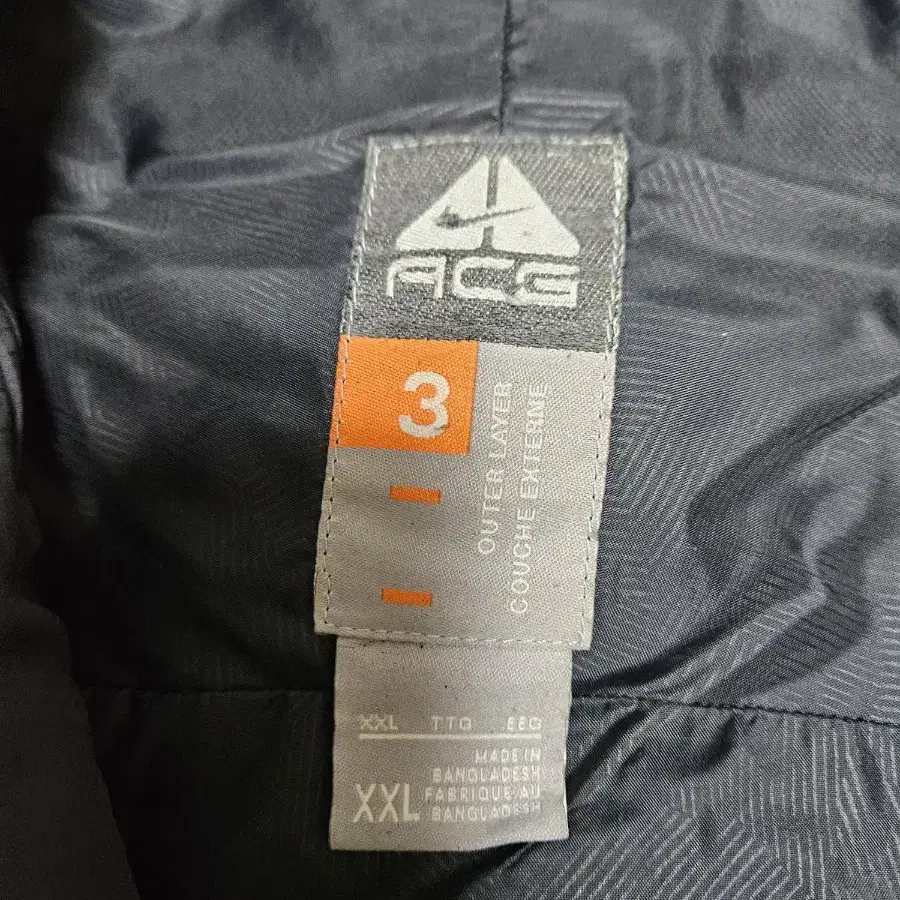 ACG
3
OUTER LAYER
COUCHE EXTERNE
XXL TTG EEG
MADE IN
BANGLADESH
XXL
FABRIQUE AU
BANGLADESH